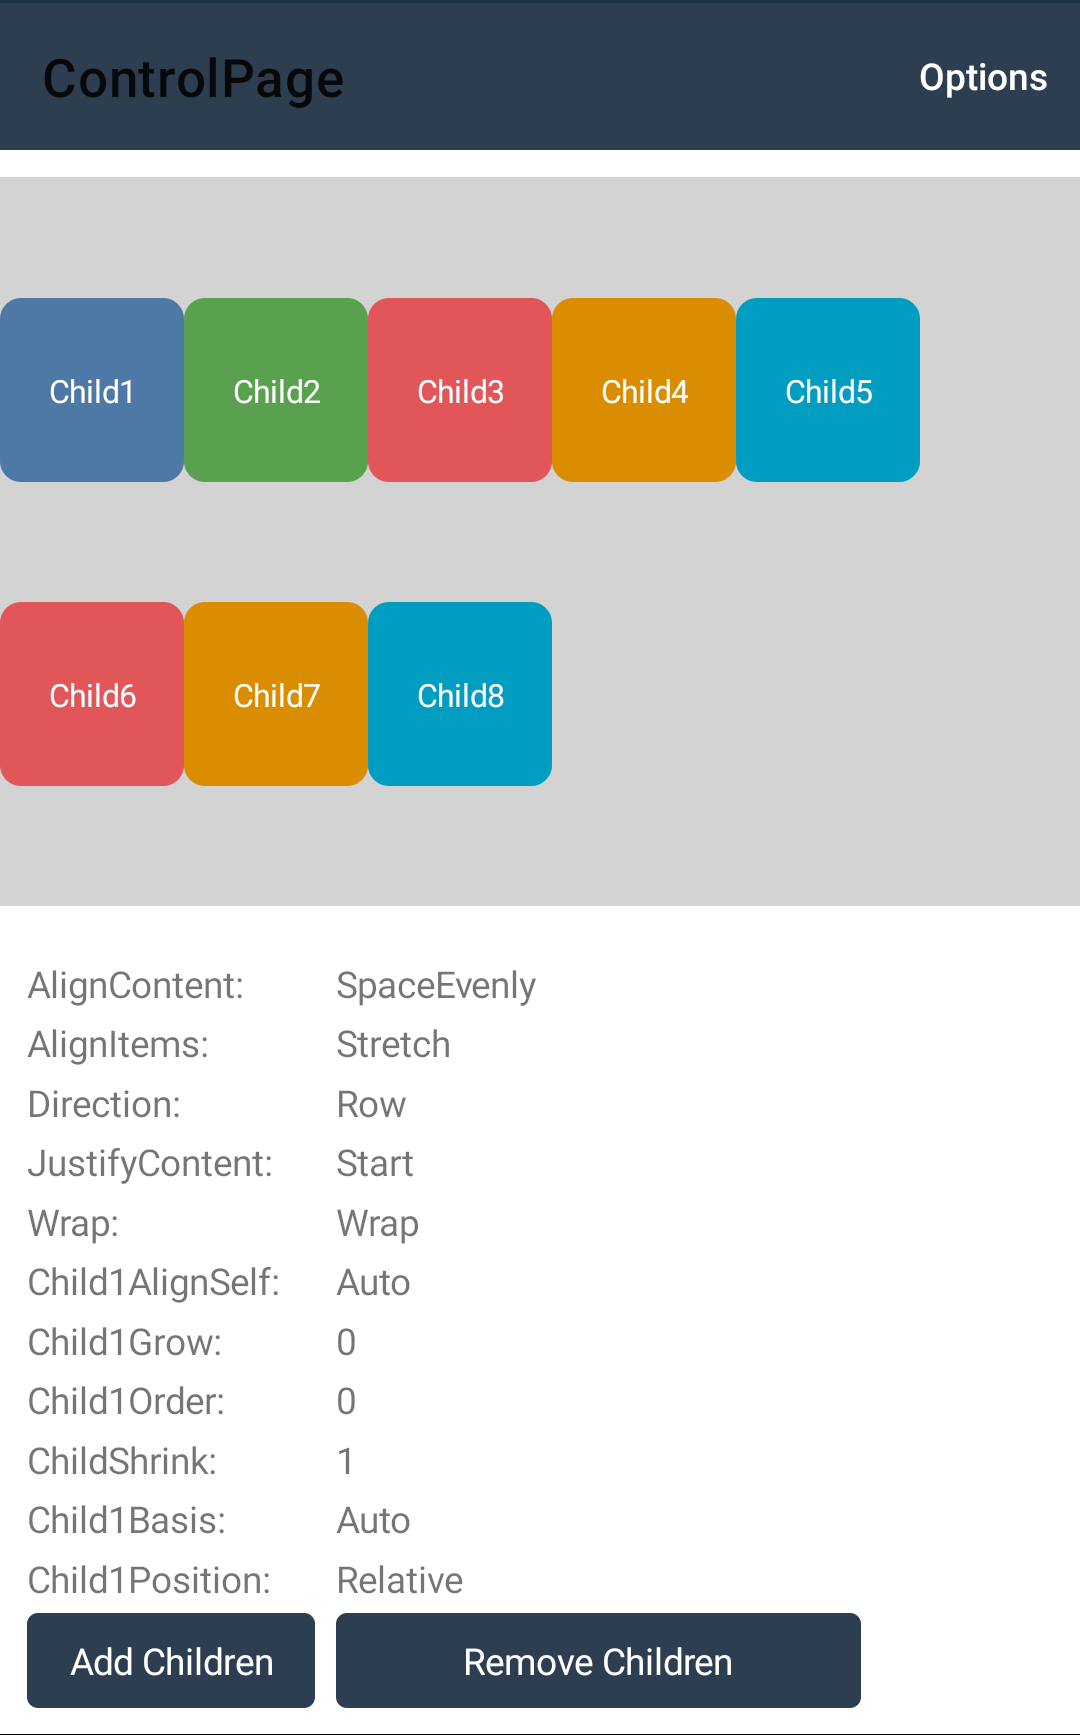 ControlPage Options
Child1 Child2 Child3 Child4 Child5
Child6 Child7 Child8
AlignContent: SpaceEvenly
AlignItems: Stretch
Direction: Row
JustifyContent: Start
Wrap: Wrap
Child1AlignSelf: Auto
Child1Grow: 0
Child1Order: 0
ChildShrink: 1
Child1Basis: Auto
Child1Position: Relative
Add Children Remove Children